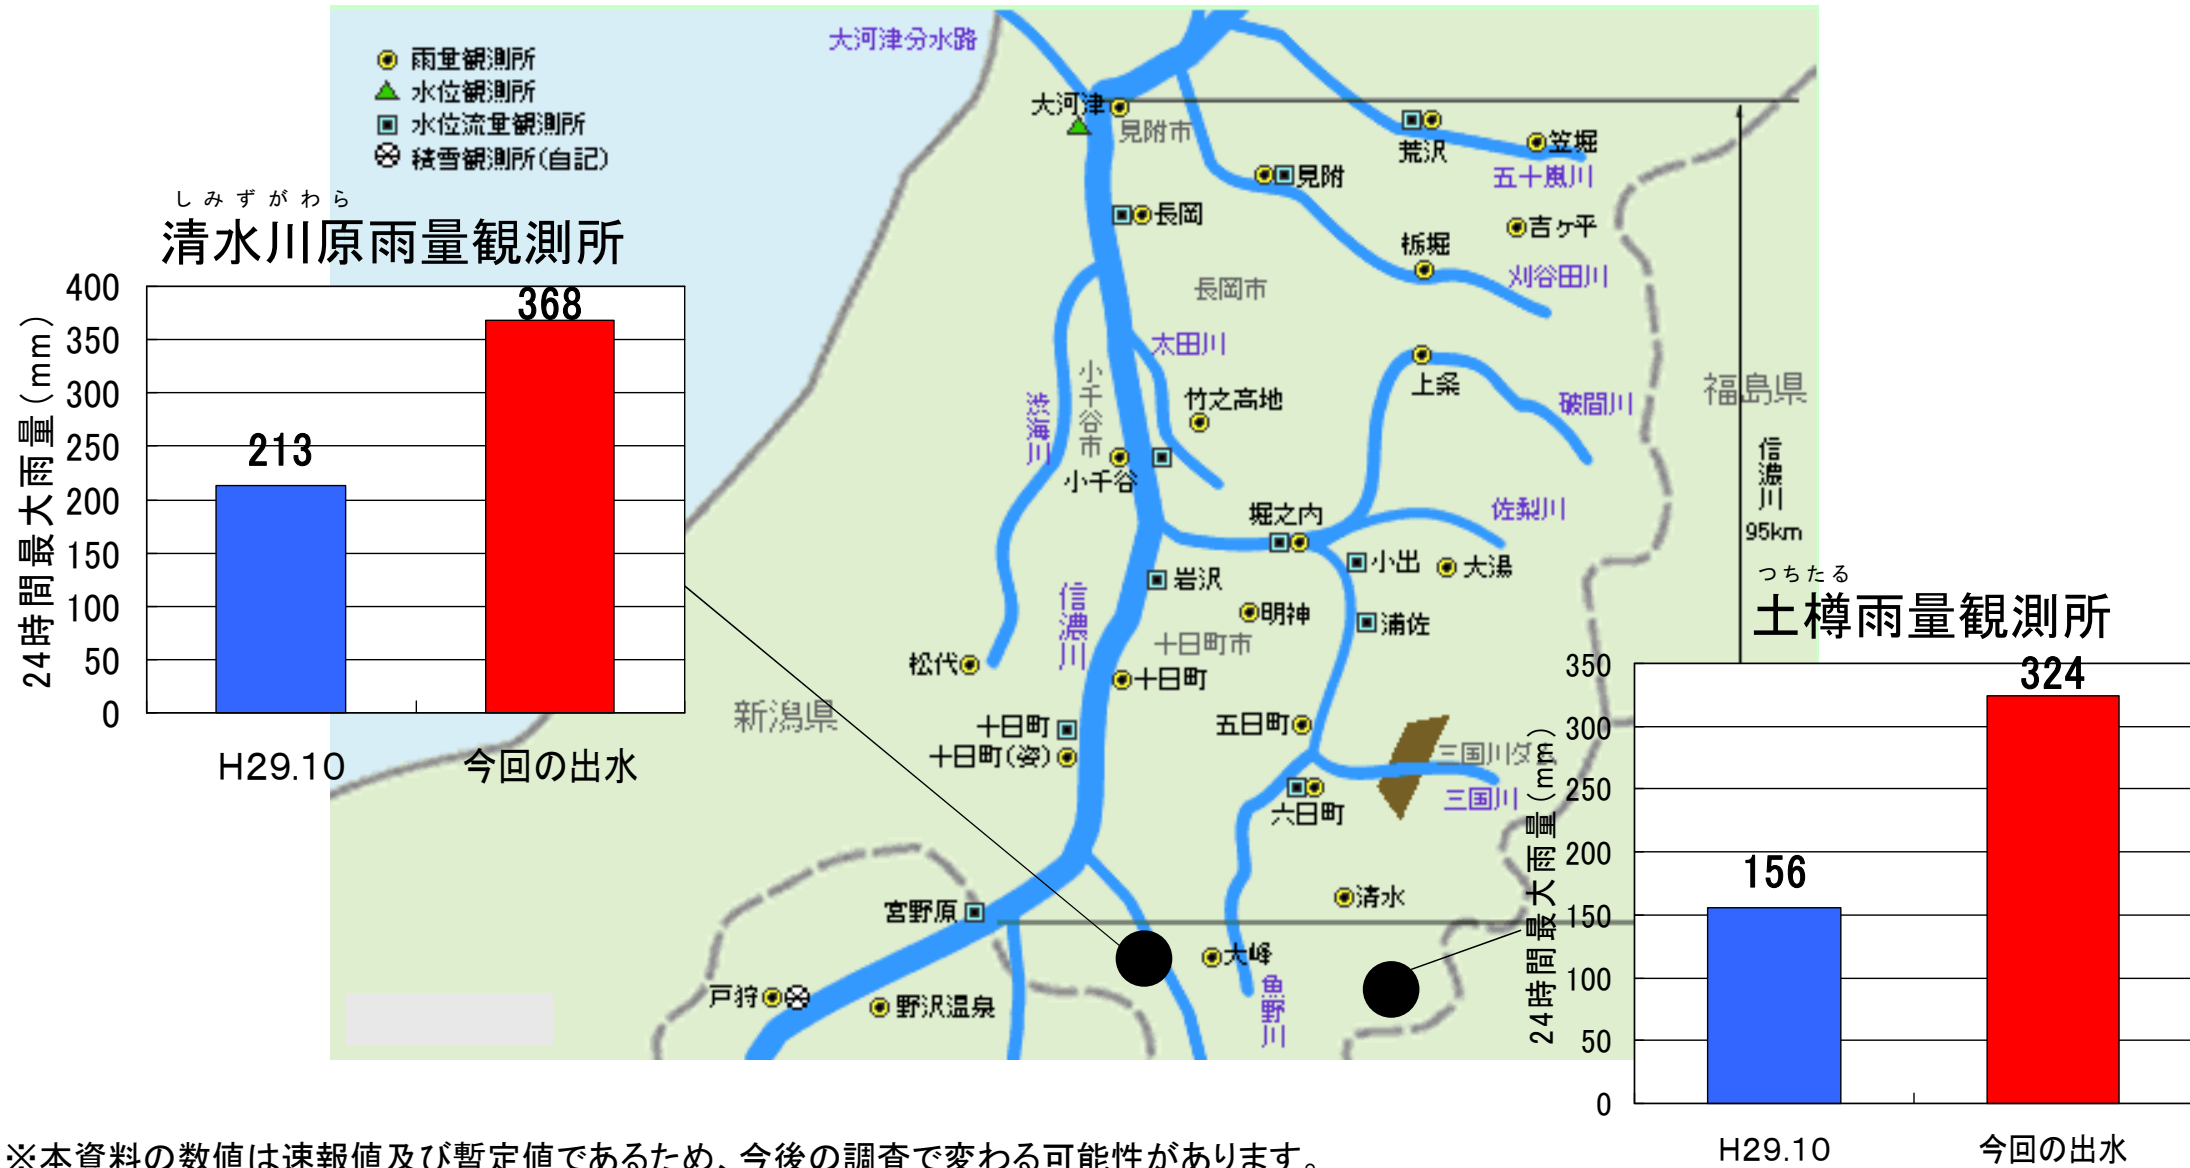 大河津分水路
雨量観測所
水位観測所
水位流量観測所
積雪観測所(自記)
大河津
見附市
荒沢
笠堀
五十嵐川
見附
長岡
吉ヶ平
栃堀
刈谷田川
長岡市
太田川
小千谷市
竹之高地
上条
破間川
福島県
渋海川
小千谷
信濃川
95km
堀之内
佐梨川
小出
大湯
岩沢
明神
浦佐
信濃川
十日町市
松代
十日町
新潟県
十日町
五日町
十日町(姿)
三国川ダ
三国川
六日町
清水
宮野原
大峰
戸狩
野沢温泉
魚野川
しみずがわら
清水川原雨量観測所
24時間最大雨量(mm)
400
350
300
250
200
150
100
50
0
213
368
H29.10
今回の出水
つちたる
土樽雨量観測所
24時間最大雨量(mm)
350
300
250
200
150
100
50
0
156
324
H29.10
今回の出水
※本資料の数値は速報値及び暫定値であるため、今後の調査で変わる可能性があります。